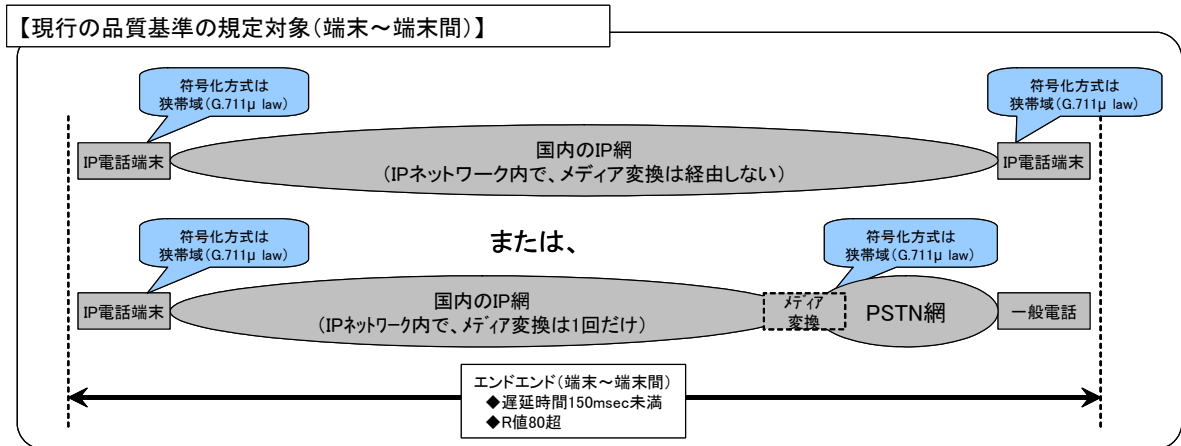 【現行の品質基準の規定対象(端末～端末間)】
符号化方式は
狭帯域(G.711μ law)
符号化方式は
狭帯域(G.711μ law)
IP電話端末
国内のIP網
(IPネットワーク内で、メディア変換は経由しない)
IP電話端末
または、
符号化方式は
狭帯域(G.711μ law)
符号化方式は
狭帯域(G.711μ law)
IP電話端末
国内のIP網
(IPネットワーク内で、メディア変換は1回だけ)
メディア
変換
PSTN網
一般電話
エンドエンド(端末～端末間)
◆遅延時間150msec未満
◆R値80超